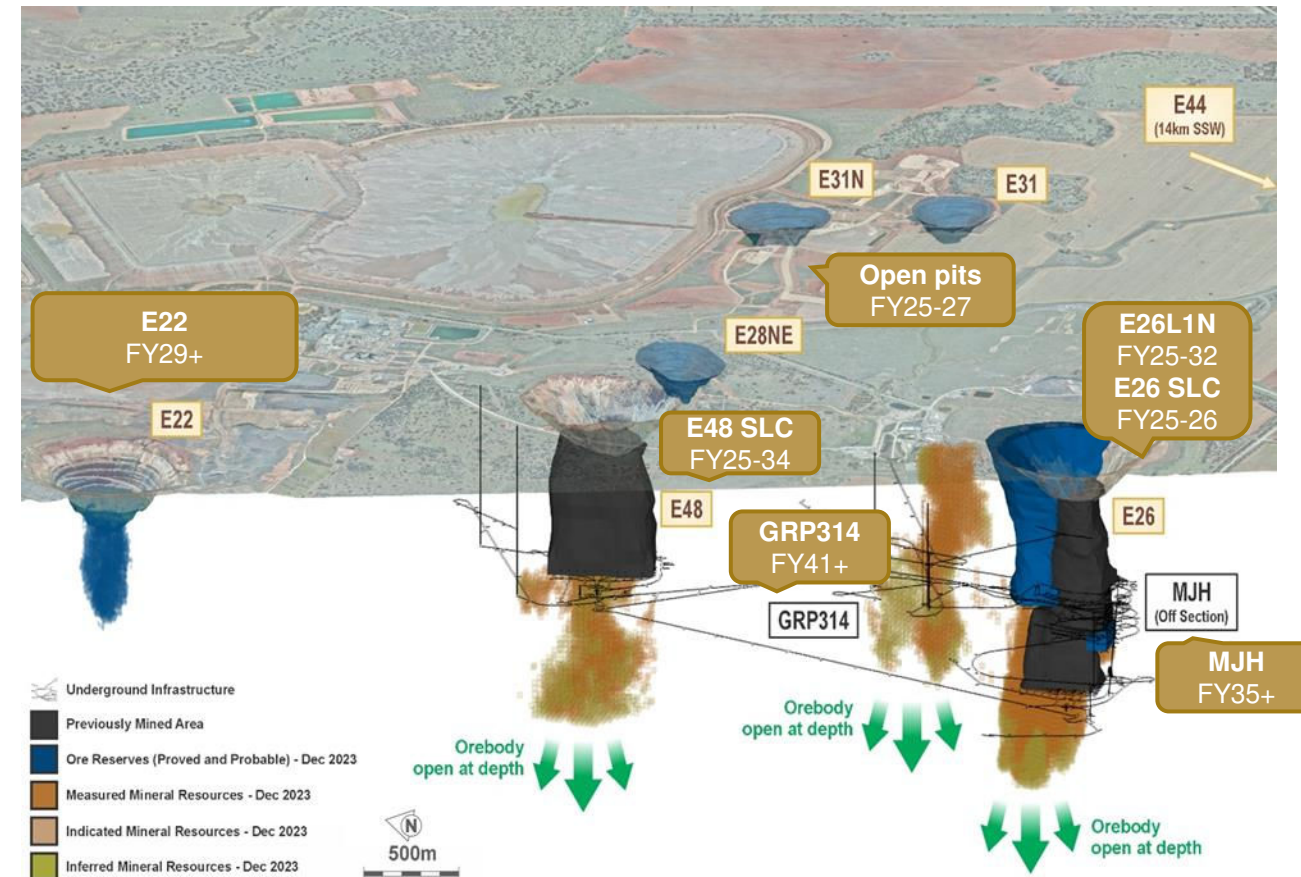 E44
(14km SSW)
E31N
E31
Open pits
FY25-27
E22
FY29+
E28NE
E26L1N
FY25-32
E26 SLC
FY25-26
E22
E48 SLC
FY25-34
E48
E26
GRP314
FY41+
MJH
(Off Section)
GRP314
MJH
FY35+
Underground Infrastructure
Previously Mined Area
Ore Reserves (Proved and Probable) - Dec 2023
Measured Mineral Resources - Dec 2023
Indicated Mineral Resources - Dec 2023
Inferred Mineral Resources - Dec 2023
Orebody
open at depth
Orebody
open at depth
Orebody
open at depth
N
500m